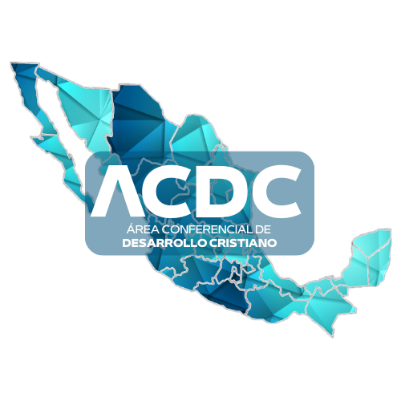 ACDC
ÁREA CONFERENCIAL DE
DESARROLLO CRISTIANO